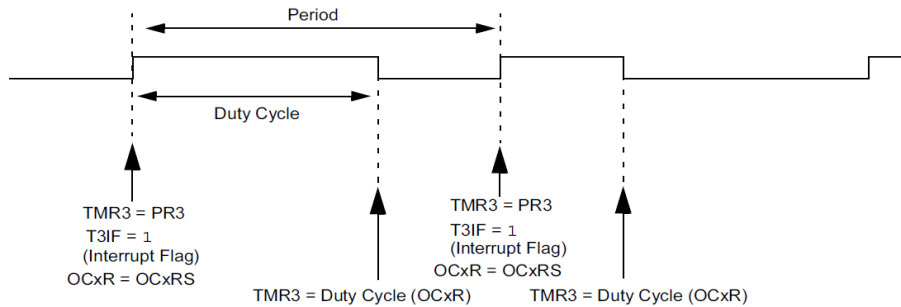 Period
Duty Cycle
TMR3 = PR3
T3IF = 1
(Interrupt Flag)
OCxR = OCxRS
TMR3 = Duty Cycle (OCxR)
TMR3 = PR3
T3IF = 1
(Interrupt Flag)
OCxR = OCxRS
TMR3 = Duty Cycle (OCxR)